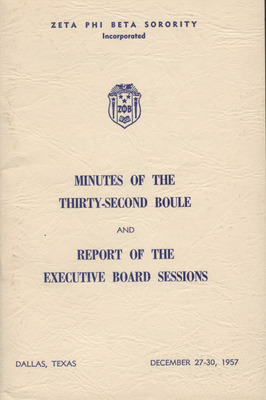 ZETA PHI BETA SORORITY
Incorporated
ΖΦΒ
MINUTES OF THE
THIRTY-SECOND BOULE
AND
REPORT OF THE
EXECUTIVE BOARD SESSIONS
DALLAS, TEXAS DECEMBER 27-30, 1957